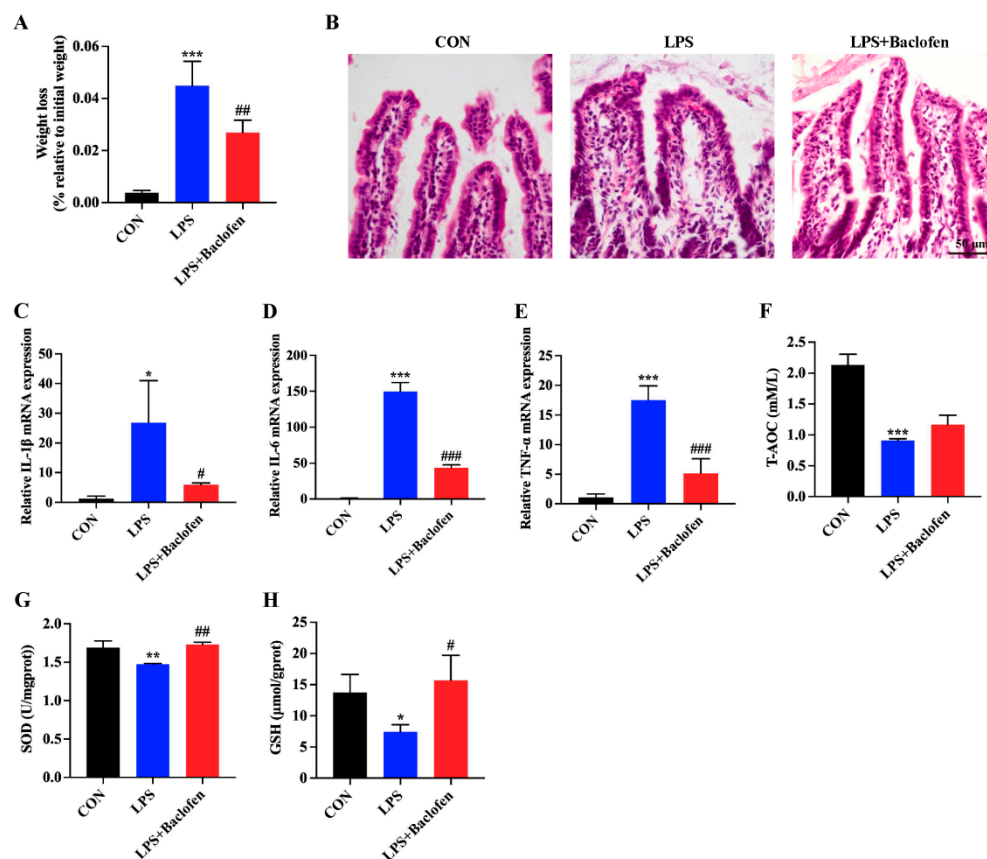 A
Weight loss
(% relative to initial weight)
0.06
0.04
0.02
0.00
***
##
CON
LPS
LPS+Baclofen
B
CON
LPS
LPS+Baclofen
50 μm
C
Relative IL-1β mRNA expression
50
40
30
20
10
0
*
#
CON
LPS
LPS+Baclofen
D
Relative IL-6 mRNA expression
200
150
100
50
0
***
###
CON
LPS
LPS+Baclofen
E
Relative TNF-α mRNA expression
25
20
15
10
5
0
***
###
CON
LPS
LPS+Baclofen
F
T-AOC (mM/L)
2.5
2.0
1.5
1.0
0.5
0.0
***
CON
LPS
LPS+Baclofen
G
SOD (U/mgprot))
2.0
1.5
1.0
0.5
0.0
**
##
CON
LPS
LPS+Baclofen
H
GSH (μmol/gprot)
25
20
15
10
5
0
*
#
CON
LPS
LPS+Baclofen